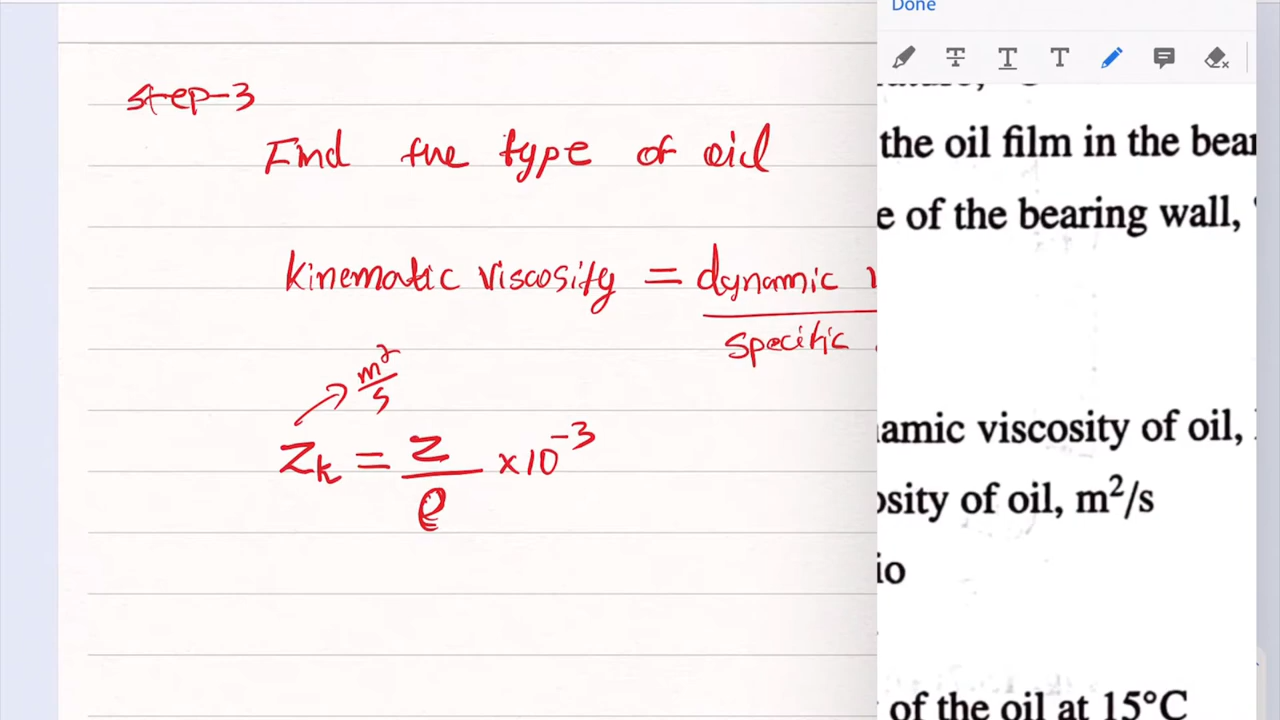 Done
step-3
Find the type of oil
kinematic viscosity = dynamic
specific
m²/s
Zk = Z/ρ ×10⁻³
the oil film in the bear
e of the bearing wall,
amic viscosity of oil,
osity of oil, m²/s
io
of the oil at 15°C